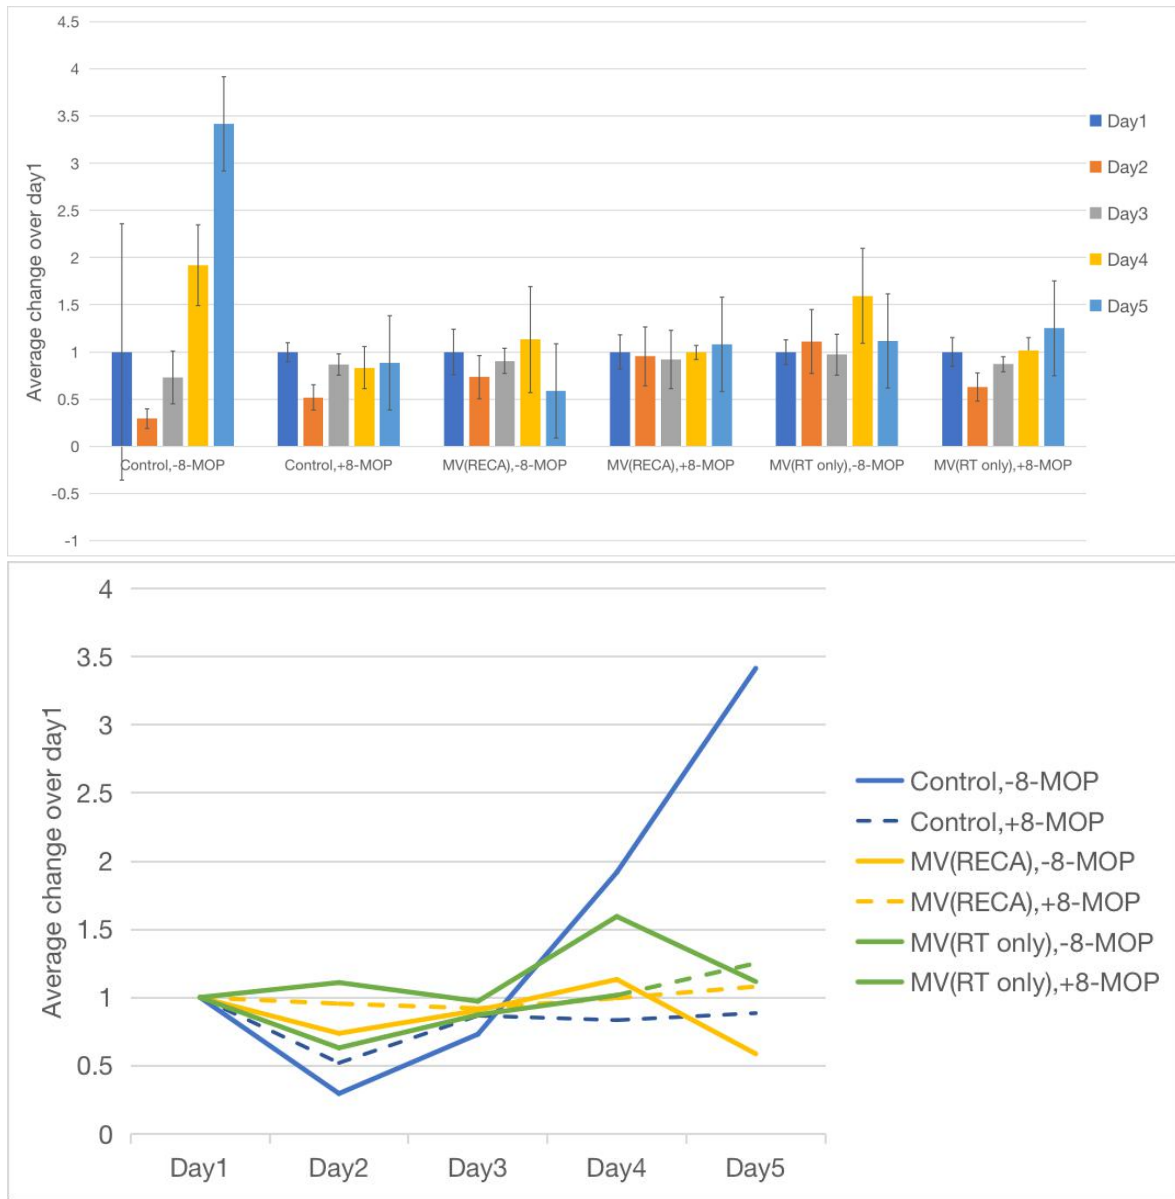 4.5
4
3.5
3
2.5
2
1.5
1
0.5
0
-0.5
-1
Average change over day1
Control,-8-MOP
Control,+8-MOP
MV(RECA),-8-MOP
MV(RECA),+8-MOP
MV(RT only),-8-MOP
MV(RT only),+8-MOP
Day1
Day2
Day3
Day4
Day5
4
3.5
3
2.5
2
1.5
1
0.5
0
Average change over day1
Day1
Day2
Day3
Day4
Day5
Control,-8-MOP
Control,+8-MOP
MV(RECA),-8-MOP
MV(RECA),+8-MOP
MV(RT only),-8-MOP
MV(RT only),+8-MOP